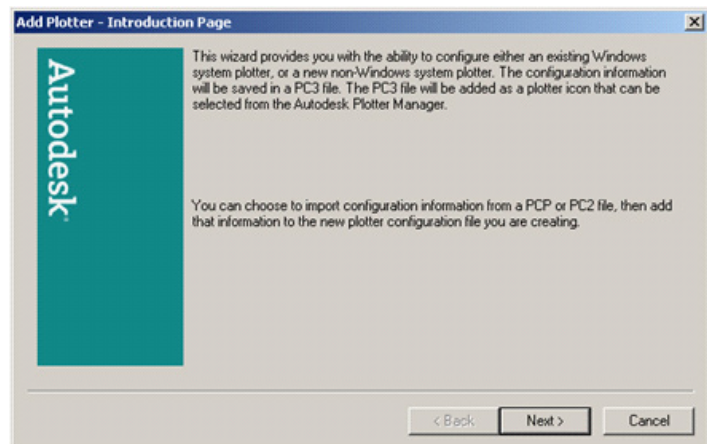 Add Plotter - Introduction Page
Autodesk
This wizard provides you with the ability to configure either an existing Windows
system plotter, or a new non-Windows system plotter. The configuration information
will be saved in a PC3 file. The PC3 file will be added as a plotter icon that can be
selected from the Autodesk Plotter Manager.
You can choose to import configuration information from a PCP or PC2 file, then add
that information to the new plotter configuration file you are creating.
< Back
Next >
Cancel